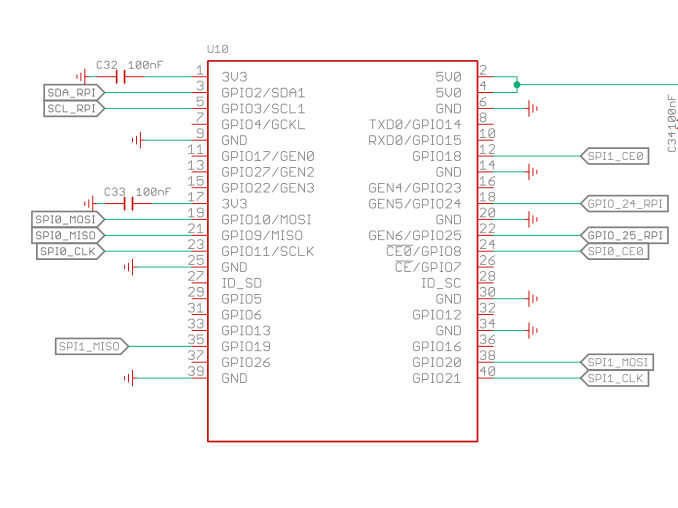 U10
C32 100nF
1 3V3 5V0 2
SDA_RPI 3 GPIO2/SDA1 5V0 4
SCL_RPI 5 GPIO3/SCL1 GND 6
7 GPIO4/GCKL TXD0/GPIO14 8
9 GND RXD0/GPIO15 10
11 GPIO17/GEN0 GPIO18 12 SPI1_CE0
13 GPIO27/GEN2 GND 14
15 GPIO22/GEN3 GEN4/GPIO23 16
C33 100nF
17 3V3 GEN5/GPIO24 18 GPIO_24_RPI
SPI0_MOSI 19 GPIO10/MOSI GND 20
SPI0_MISO 21 GPIO9/MISO GEN6/GPIO25 22 GPIO_25_RPI
SPI0_CLK 23 GPIO11/SCLK CE0/GPIO8 24 SPI0_CE0
25 GND CE/GPIO7 26
27 ID_SD ID_SC 28
29 GPIO5 GND 30
31 GPIO6 GPIO12 32
33 GPIO13 GND 34
SPI1_MISO 35 GPIO19 GPIO16 36
37 GPIO26 GPIO20 38 SPI1_MOSI
39 GND GPIO21 40 SPI1_CLK
C34100nF